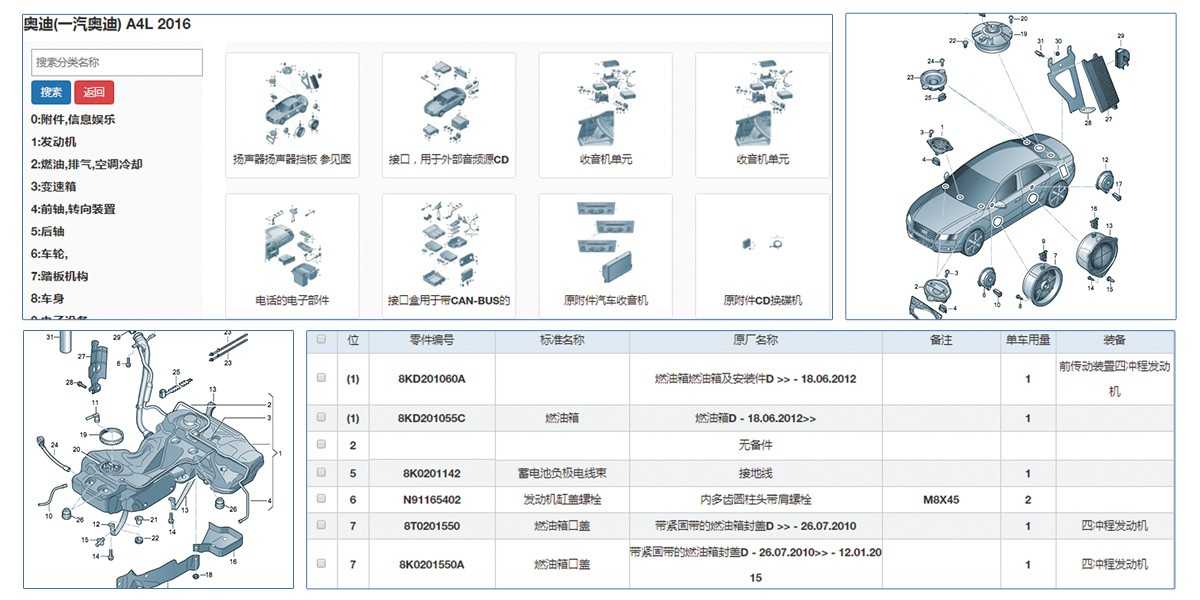 奥迪(一汽奥迪) A4L 2016
搜索分类名称
搜索 返回
0:附件,信息娱乐
1:发动机
2:燃油,排气,空调冷却
3:变速箱
4:前轴,转向装置
5:后轴
6:车轮,
7:踏板机构
8:车身
扬声器扬声器挡板 参见图
接口，用于外部音频源CD
收音机单元
收音机单元
电话的电子部件
接口盒用于带CAN-BUS的
原附件汽车收音机
原附件CD换碟机
20
19
22
31
30
29
24
23
25
28
27
3
1
4
12
17
16
13
9
7
14
15
3
2
4
6
10
8
31
29
23
27
6
23
28
25
13
11
2
3
19
24
20
1
4
10
26
12
21
13
26
14
22
15
14
16
18
位 零件编号 标准名称 原厂名称 备注 单车用量 装备
(1) 8KD201060A 燃油箱燃油箱及安装件D >> - 18.06.2012 1 前传动装置四冲程发动
机
(1) 8KD201055C 燃油箱 燃油箱D - 18.06.2012>> 1
2 无备件
5 8K0201142 蓄电池负极电线束 接地线 1
6 N91165402 发动机缸盖螺栓 内多齿圆柱头带肩螺栓 M8X45 2
7 8T0201550 燃油箱口盖 带紧固带的燃油箱封盖D >> - 26.07.2010 1 四冲程发动机
7 8K0201550A 燃油箱口盖 带紧固带的燃油箱封盖D - 26.07.2010>> - 12.01.20
15 1 四冲程发动机